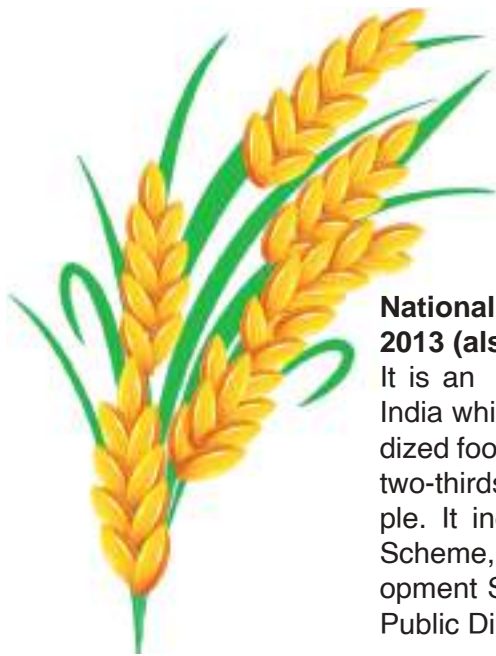 National
2013 (als
It is an
India whi
dized foo
two-thirds
ple. It in
Scheme,
opment S
Public Di